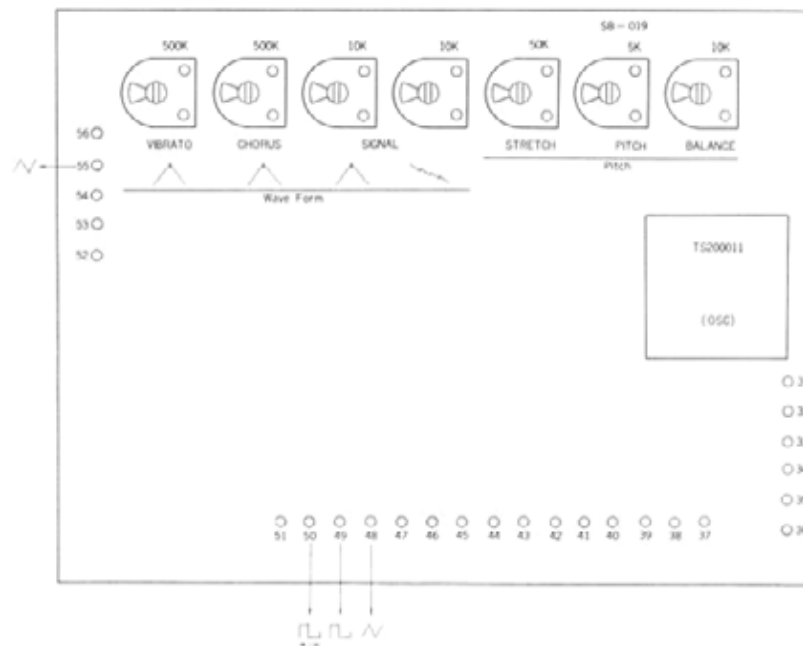 SB-019
500K 500K 10K 10K 50K 5K 10K
VIBRATO CHORUS SIGNAL STRETCH PITCH BALANCE
Wave Form
Pitch
56
55
54
53
52
TS200011
(OSC)
51 50 49 48 47 46 45 44 43 42 41 40 39 38 37